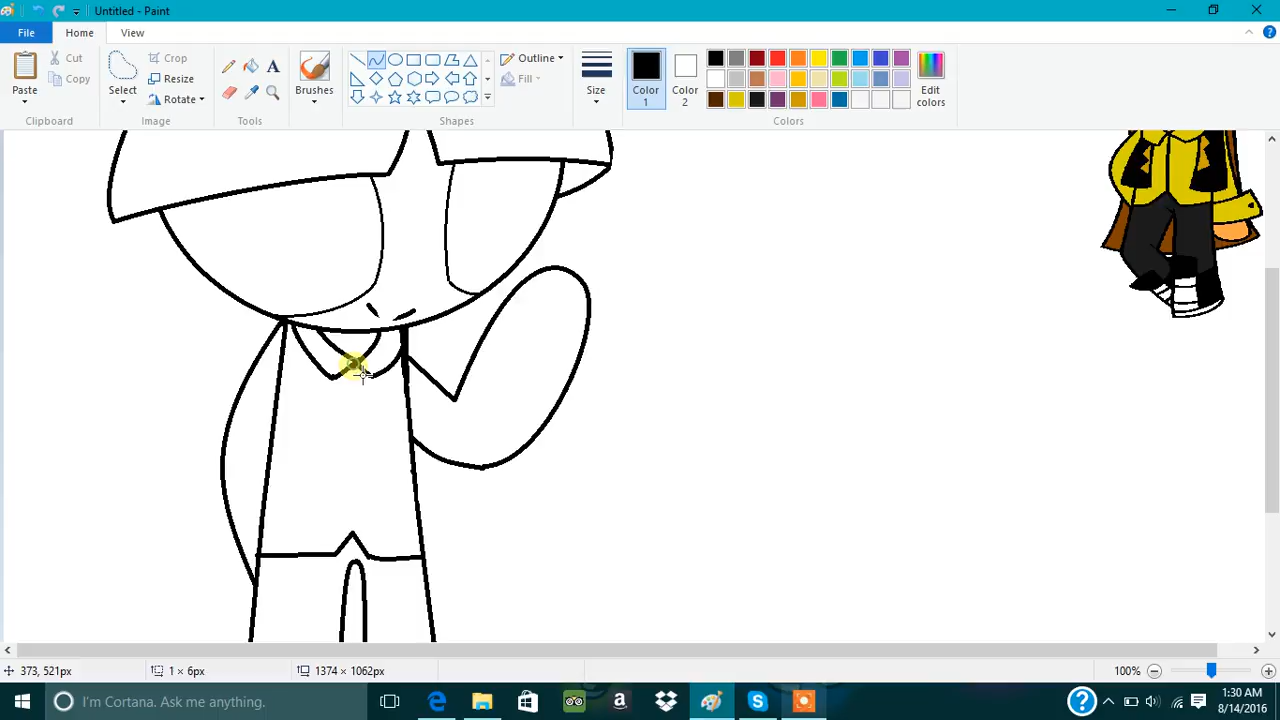 Untitled - Paint
File
Home
View
Paste
Cut
Copy
Clipboard
Select
Crop
Resize
Rotate
Image
A
Tools
Brushes
Outline
Fill
Shapes
Size
Color 1
Color 2
Edit colors
Colors
373, 521px
1 × 6px
1374 × 1062px
100%
I'm Cortana. Ask me anything.
1:30 AM
8/14/2016